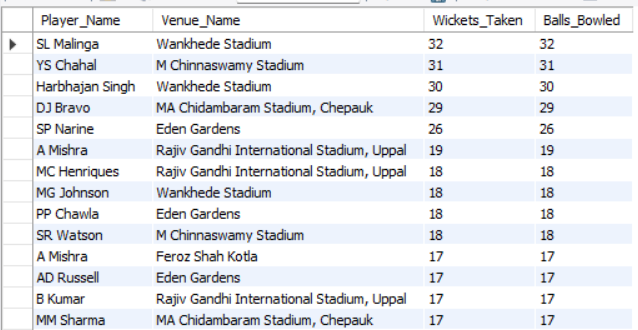 Player_Name Venue_Name Wickets_Taken Balls_Bowled
SL Malinga Wankhede Stadium 32 32
YS Chahal M Chinnaswamy Stadium 31 31
Harbhajan Singh Wankhede Stadium 30 30
DJ Bravo MA Chidambaram Stadium, Chepauk 29 29
SP Narine Eden Gardens 26 26
A Mishra Rajiv Gandhi International Stadium, Uppal 19 19
MC Henriques Rajiv Gandhi International Stadium, Uppal 18 18
MG Johnson Wankhede Stadium 18 18
PP Chawla Eden Gardens 18 18
SR Watson M Chinnaswamy Stadium 18 18
A Mishra Feroz Shah Kotla 17 17
AD Russell Eden Gardens 17 17
B Kumar Rajiv Gandhi International Stadium, Uppal 17 17
MM Sharma MA Chidambaram Stadium, Chepauk 17 17